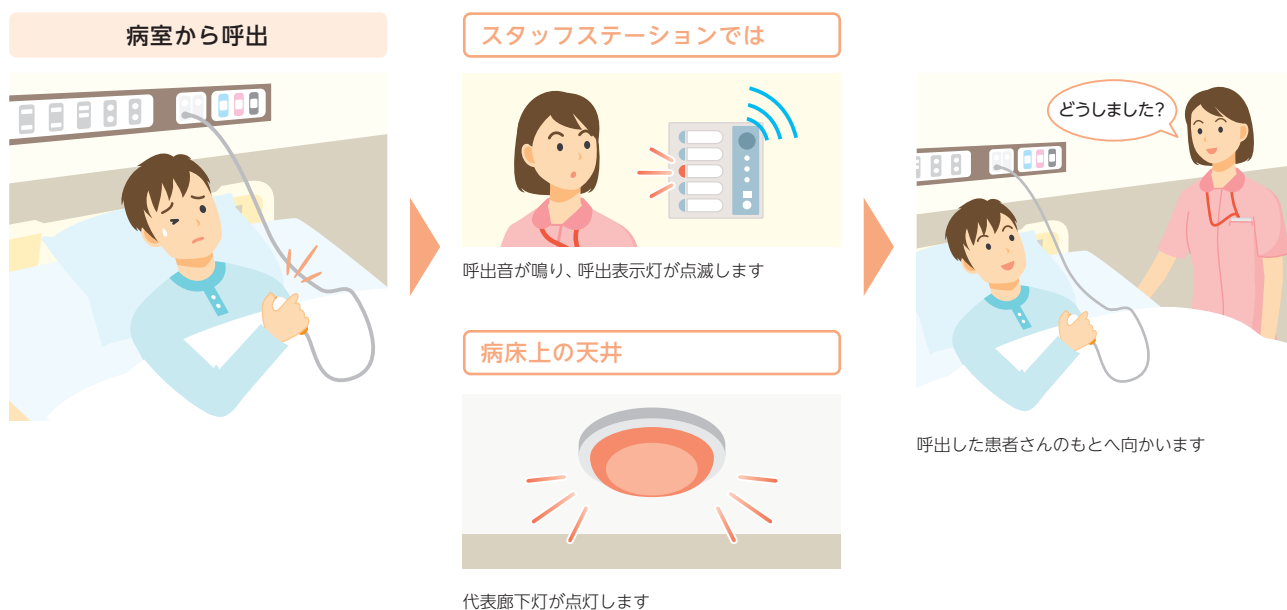 病室から呼出
スタッフステーションでは
呼出音が鳴り、呼出表示灯が点滅します
病床上の天井
代表廊下灯が点灯します
どうしました?
呼出した患者さんのもとへ向かいます